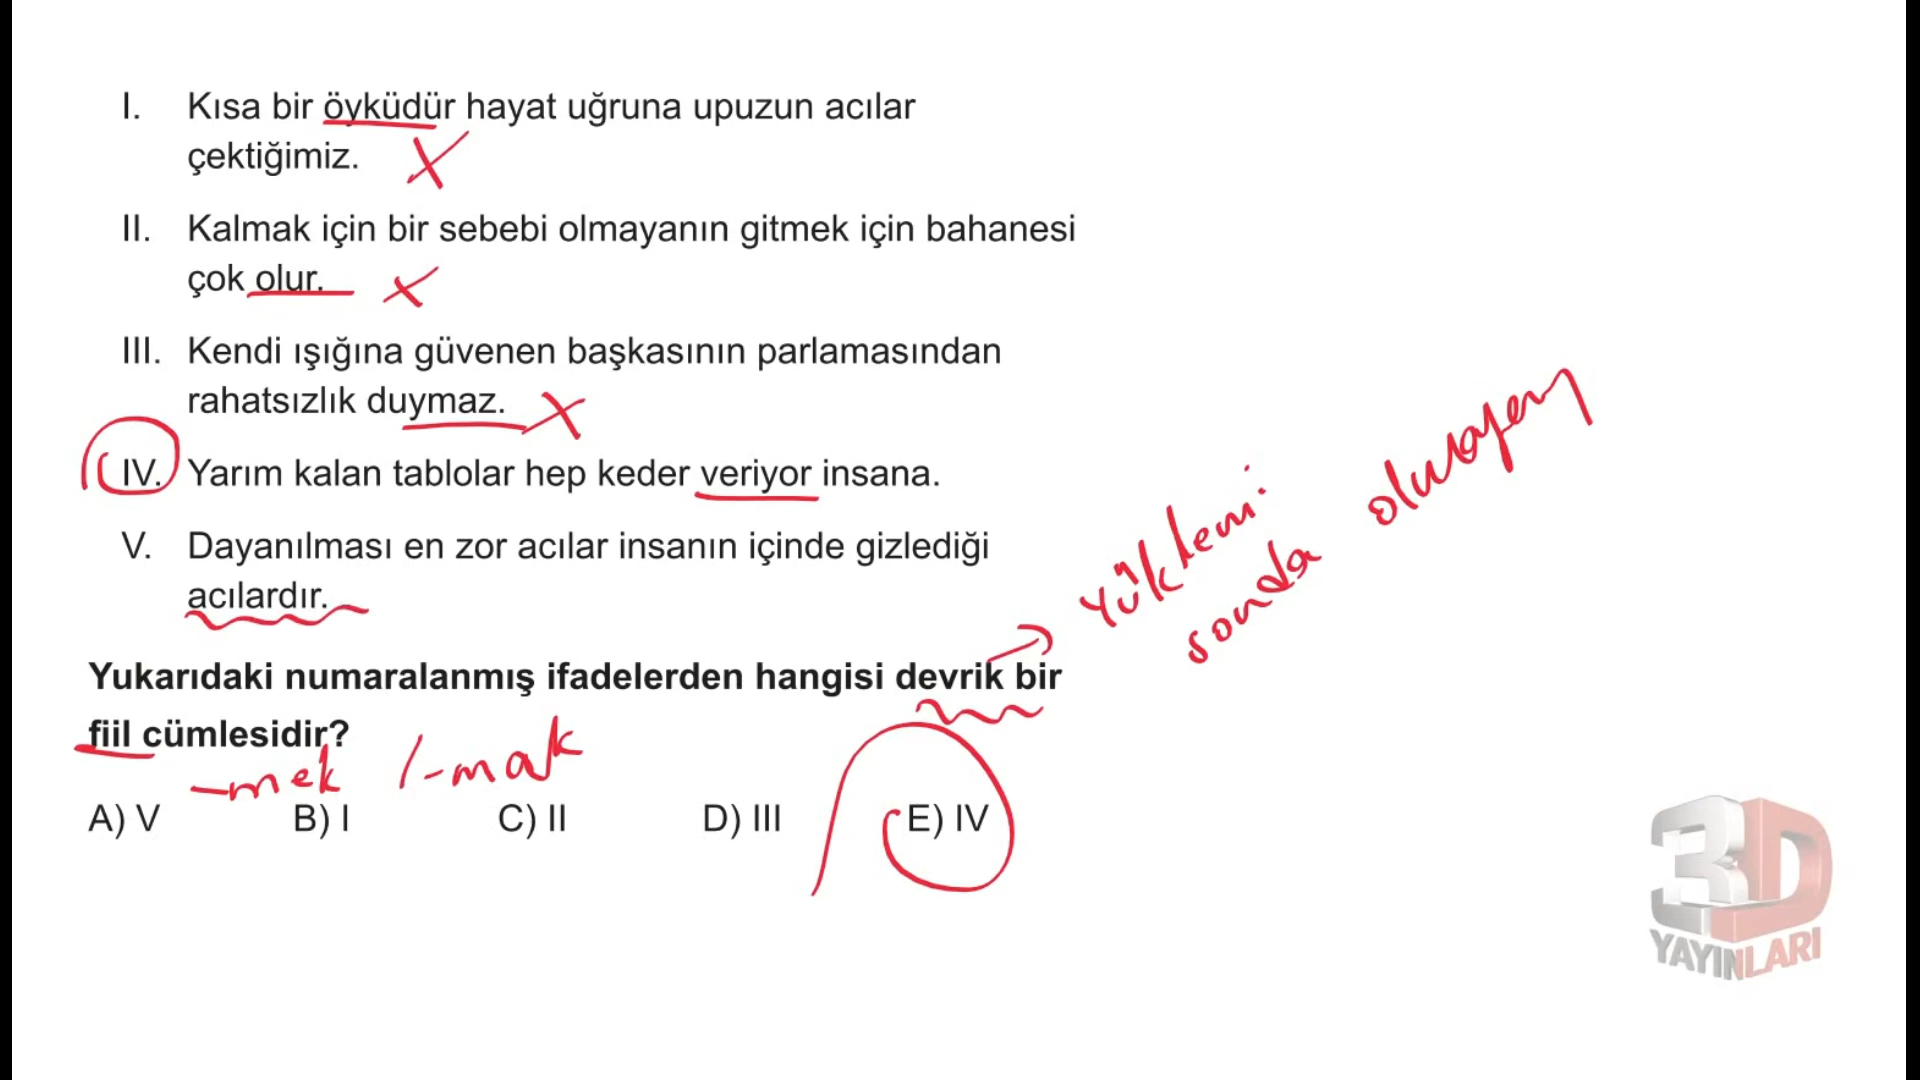 I. Kısa bir öyküdür hayat uğruna upuzun acılar
çektiğimiz.
II. Kalmak için bir sebebi olmayanın gitmek için bahanesi
çok olur.
III. Kendi ışığına güvenen başkasının parlamasından
rahatsızlık duymaz.
IV. Yarım kalan tablolar hep keder veriyor insana.
V. Dayanılması en zor acılar insanın içinde gizlediği
acılardır.
Yüklemi
sonda olmayan
Yukarıdaki numaralanmış ifadelerden hangisi devrik bir
fiil cümlesidir?
-mek /-mak
A) V B) I C) II D) III E) IV
3D
YAYINLARI